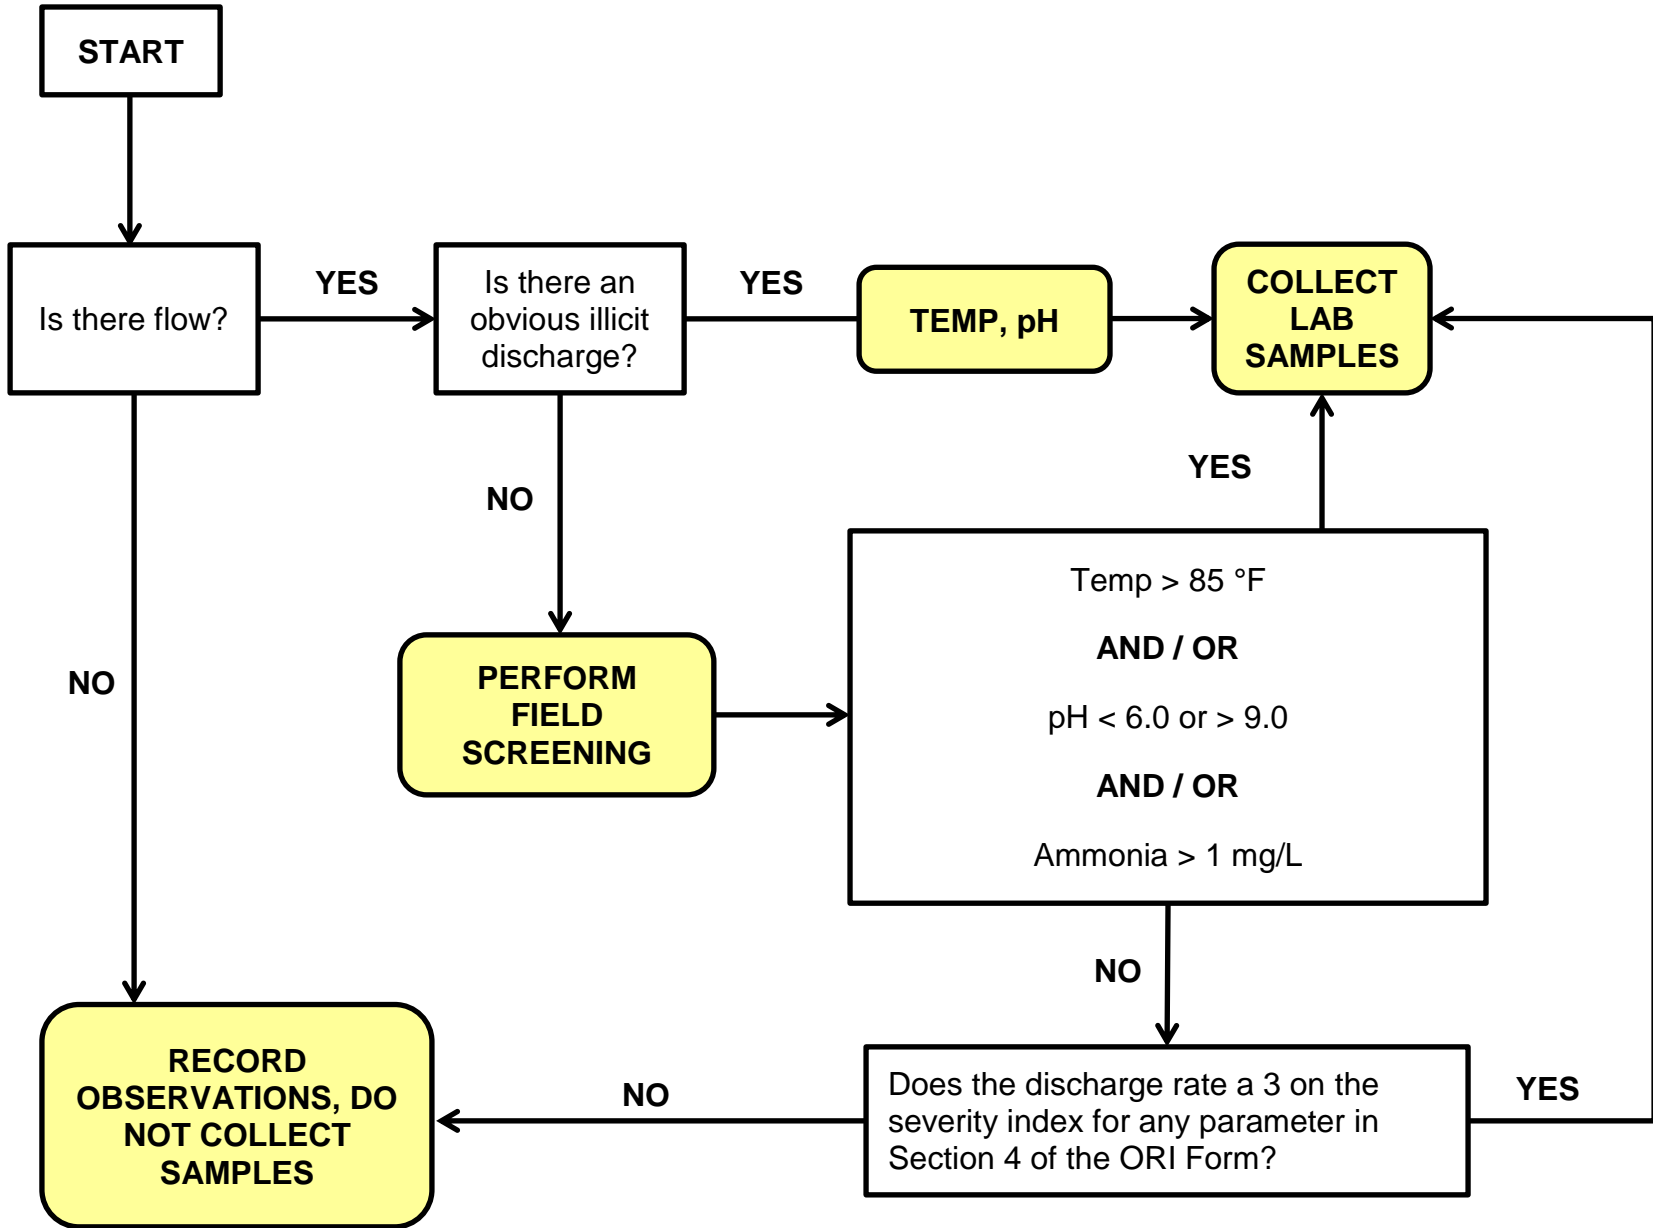 START
Is there flow?
YES
Is there an
obvious illicit
discharge?
YES
TEMP, pH
COLLECT
LAB
SAMPLES
YES
NO
NO
PERFORM
FIELD
SCREENING
Temp > 85 °F
AND / OR
pH < 6.0 or > 9.0
AND / OR
Ammonia > 1 mg/L
NO
RECORD
OBSERVATIONS, DO
NOT COLLECT
SAMPLES
NO
Does the discharge rate a 3 on the
severity index for any parameter in
Section 4 of the ORI Form?
YES